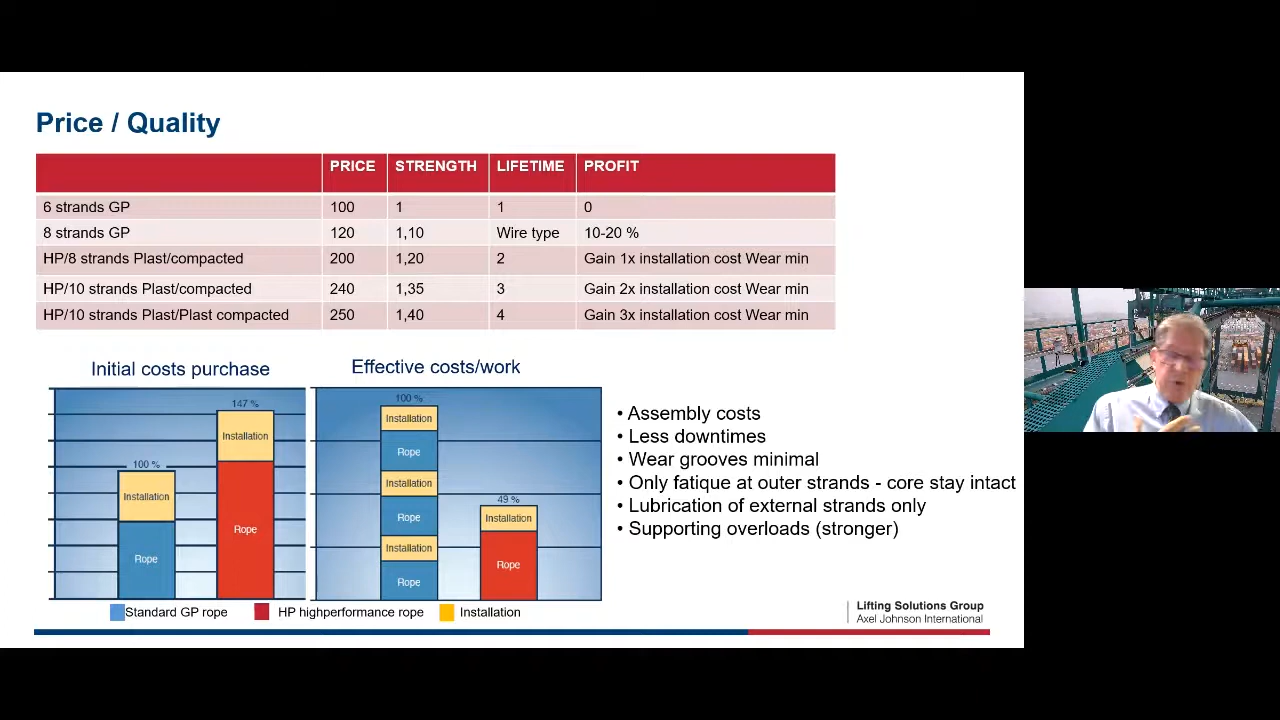 Price / Quality
PRICE STRENGTH LIFETIME PROFIT
6 strands GP 100 1 1 0
8 strands GP 120 1,10 Wire type 10-20 %
HP/8 strands Plast/compacted 200 1,20 2 Gain 1x installation cost Wear min
HP/10 strands Plast/compacted 240 1,35 3 Gain 2x installation cost Wear min
HP/10 strands Plast/Plast compacted 250 1,40 4 Gain 3x installation cost Wear min
Initial costs purchase
100 %
Installation
Rope
147 %
Installation
Rope
Effective costs/work
100 %
Installation
Rope
Installation
Rope
Installation
Rope
49 %
Installation
Rope
Standard GP rope HP highperformance rope Installation
• Assembly costs
• Less downtimes
• Wear grooves minimal
• Only fatique at outer strands - core stay intact
• Lubrication of external strands only
• Supporting overloads (stronger)
Lifting Solutions Group
Axel Johnson International